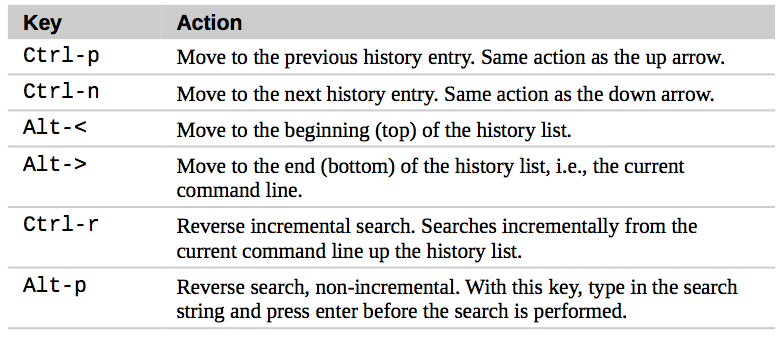 Key Action
Ctrl-p Move to the previous history entry. Same action as the up arrow.
Ctrl-n Move to the next history entry. Same action as the down arrow.
Alt-< Move to the beginning (top) of the history list.
Alt-> Move to the end (bottom) of the history list, i.e., the current
command line.
Ctrl-r Reverse incremental search. Searches incrementally from the
current command line up the history list.
Alt-p Reverse search, non-incremental. With this key, type in the search
string and press enter before the search is performed.